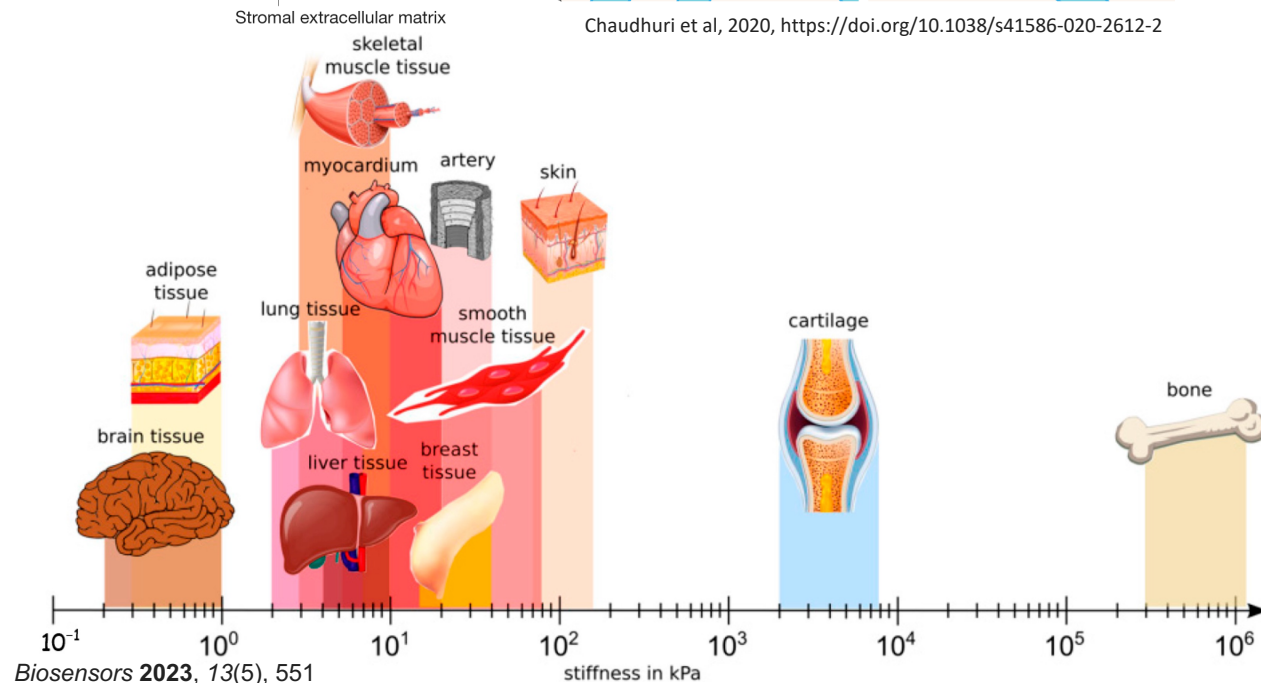 Stromal extracellular matrix
Chaudhuri et al, 2020, https://doi.org/10.1038/s41586-020-2612-2
skeletal
muscle tissue
myocardium
artery
skin
adipose
tissue
lung tissue
smooth
muscle tissue
cartilage
bone
brain tissue
liver tissue
breast
tissue
10⁻¹
10⁰
10¹
10²
10³
10⁴
10⁵
10⁶
stiffness in kPa
Biosensors 2023, 13(5), 551